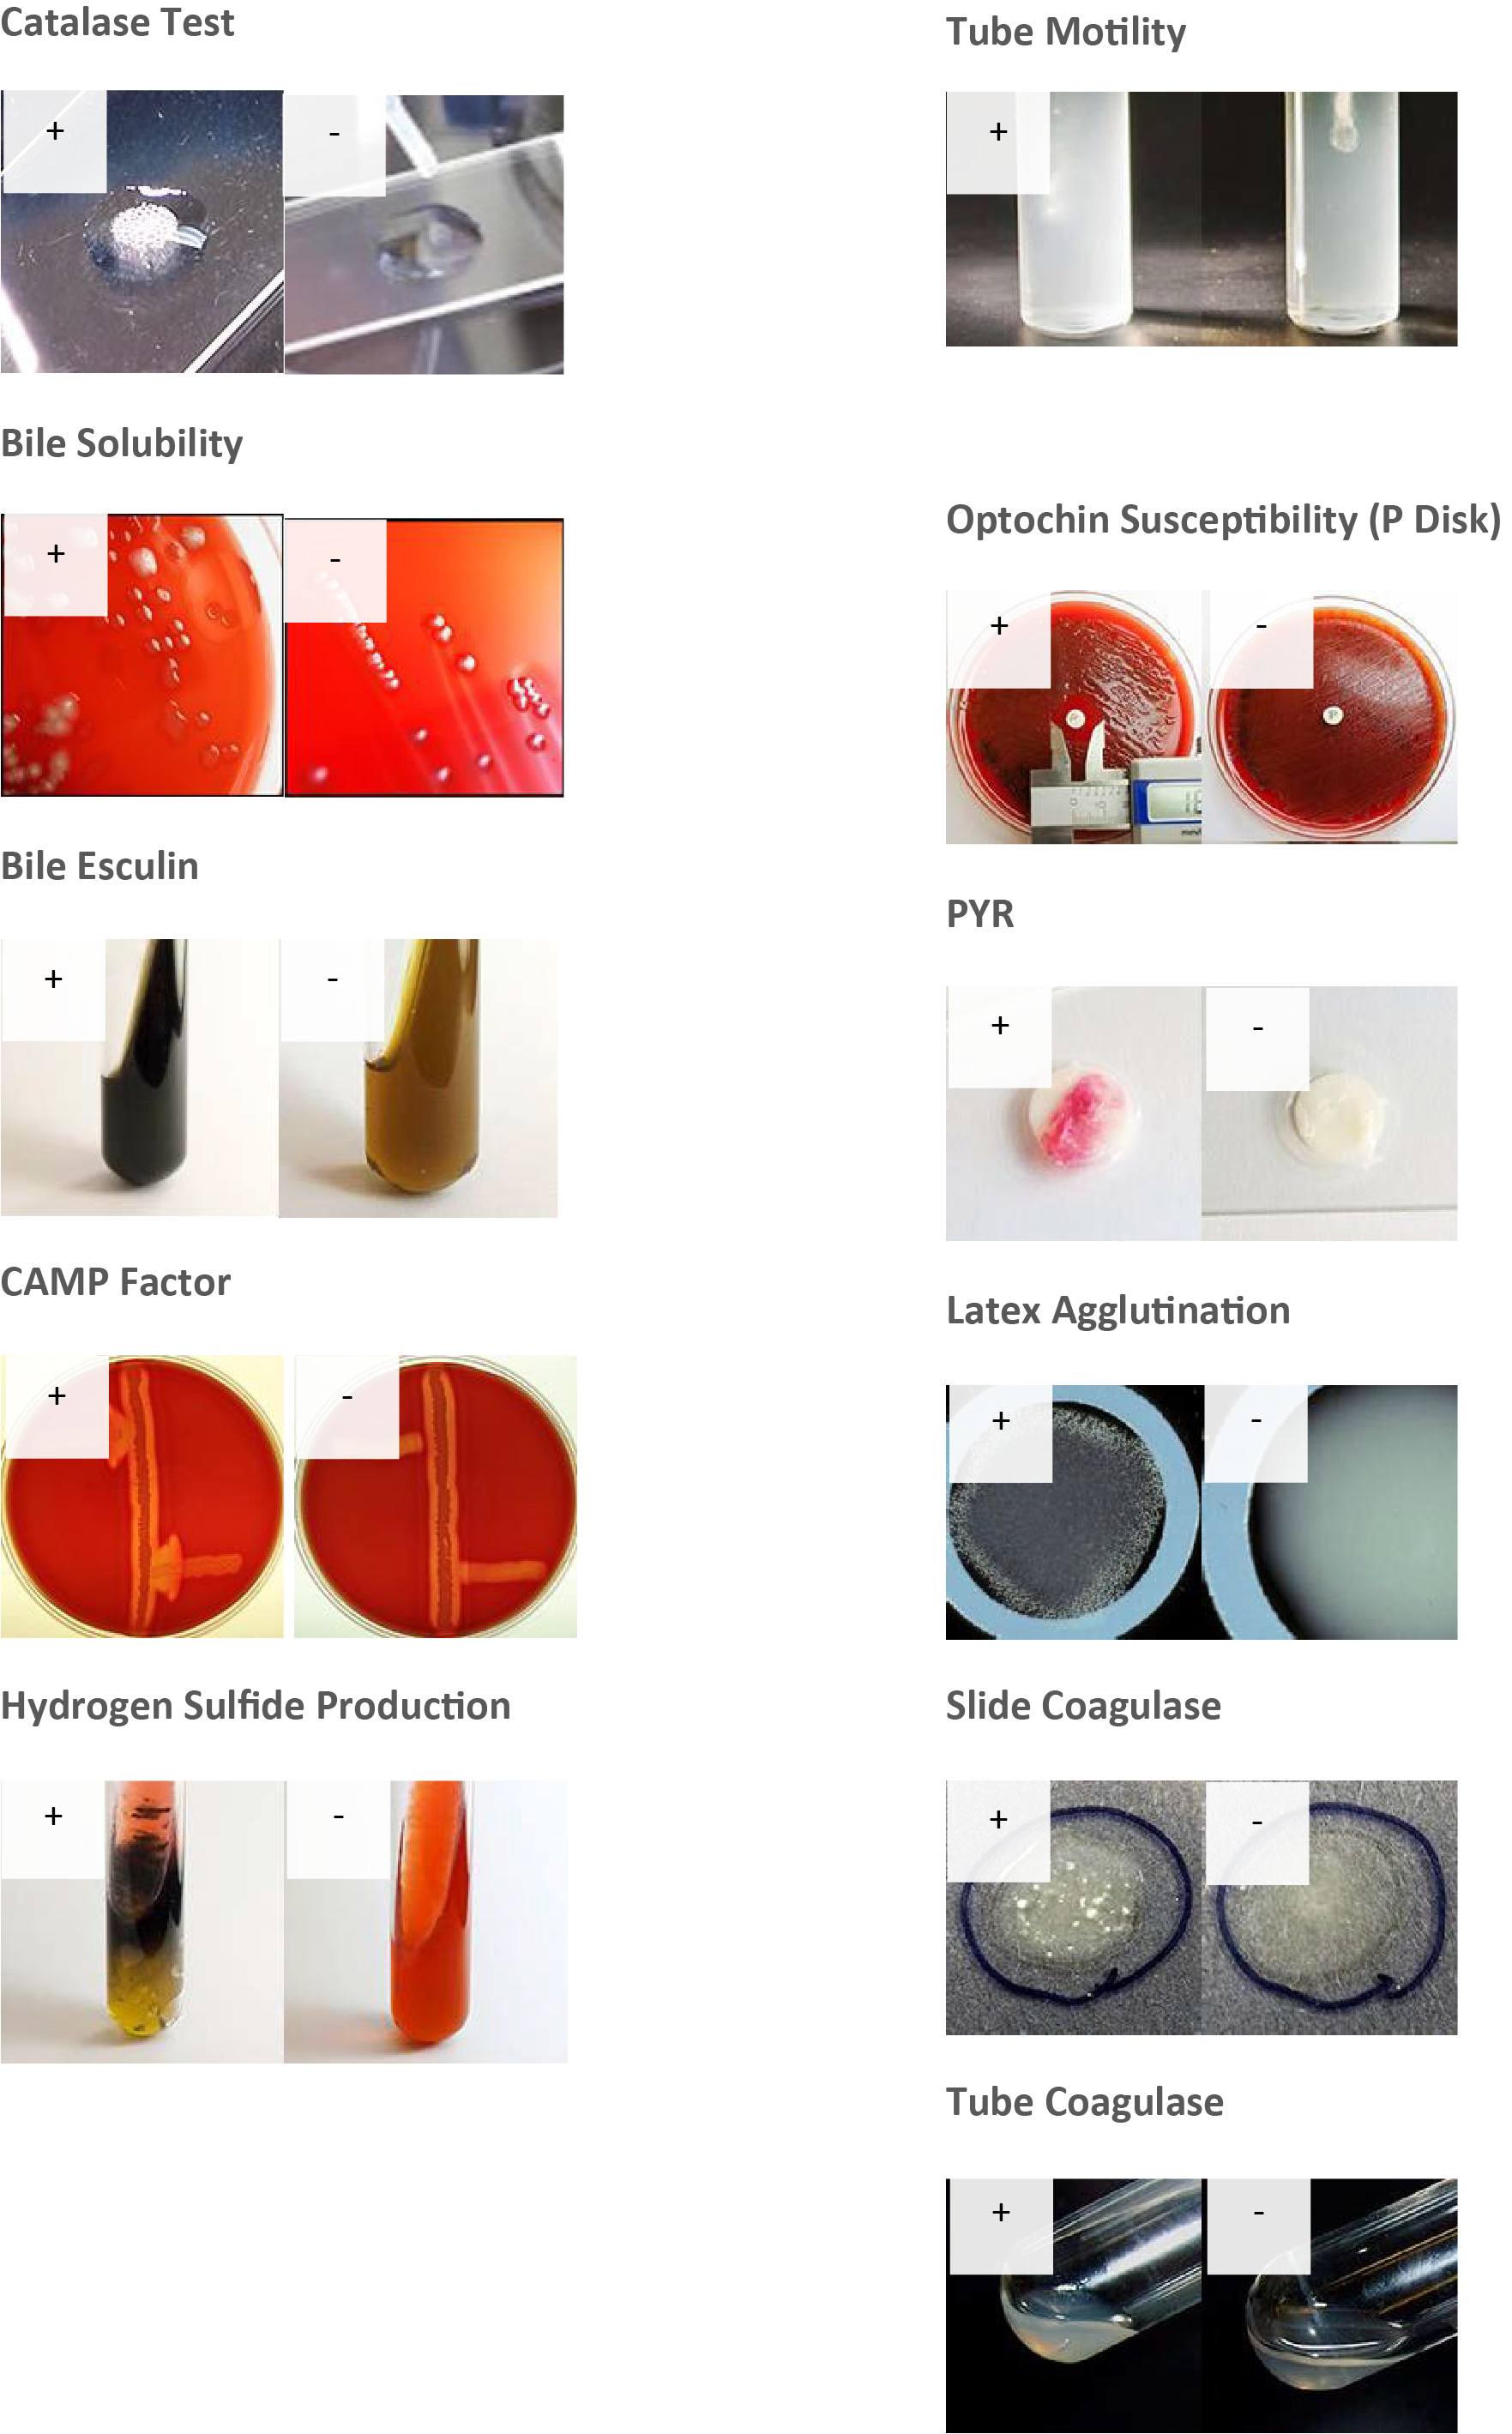 Catalase Test
+
-
Bile Solubility
+
-
Bile Esculin
+
-
CAMP Factor
+
-
Hydrogen Sulfide Production
+
-
Tube Motility
+
Optochin Susceptibility (P Disk)
+
-
P
P
PYR
+
-
Latex Agglutination
+
-
Slide Coagulase
+
-
Tube Coagulase
+
-